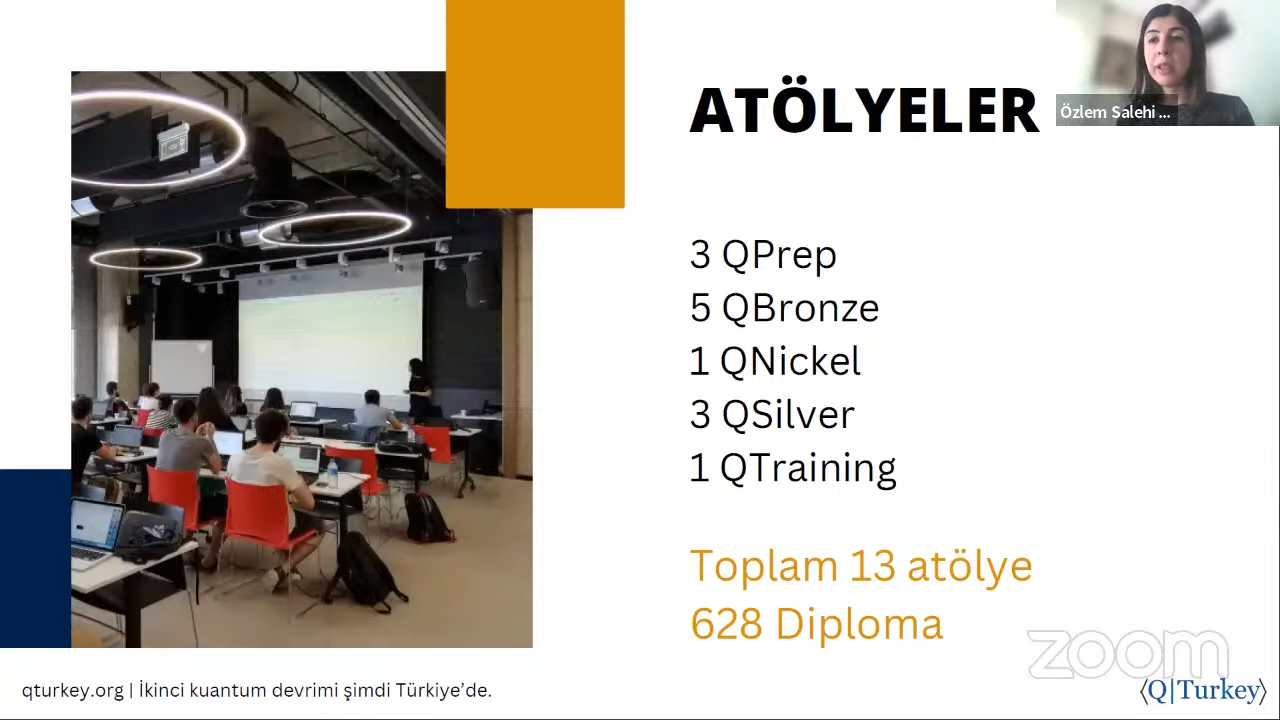 ATÖLYELER
Özlem Salehi ...
3 QPrep
5 QBronze
1 QNickel
3 QSilver
1 QTraining
Toplam 13 atölye
628 Diploma
zoom
qturkey.org | İkinci kuantum devrimi şimdi Türkiye’de.
⟨Q|Turkey⟩